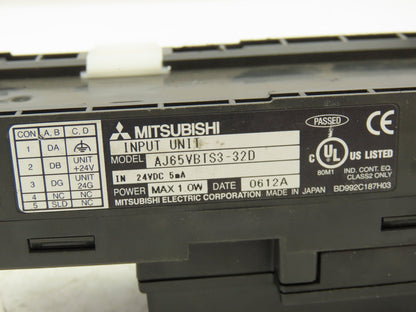 CON A.B C.D
1 DA
2 DB UNIT +24V
3 DG UNIT 24G
4 NC NC
5 SLD NC
MITSUBISHI
INPUT UNIT
MODEL AJ65VBTS3-32D
IN 24VDC 5mA
POWER MAX 1.0W DATE 0612A
MITSUBISHI ELECTRIC CORPORATION MADE IN JAPAN BD992C187H03
PASSED
CE
C UL US LISTED
80M1 IND. CONT. EQ.
CLASS2 ONLY